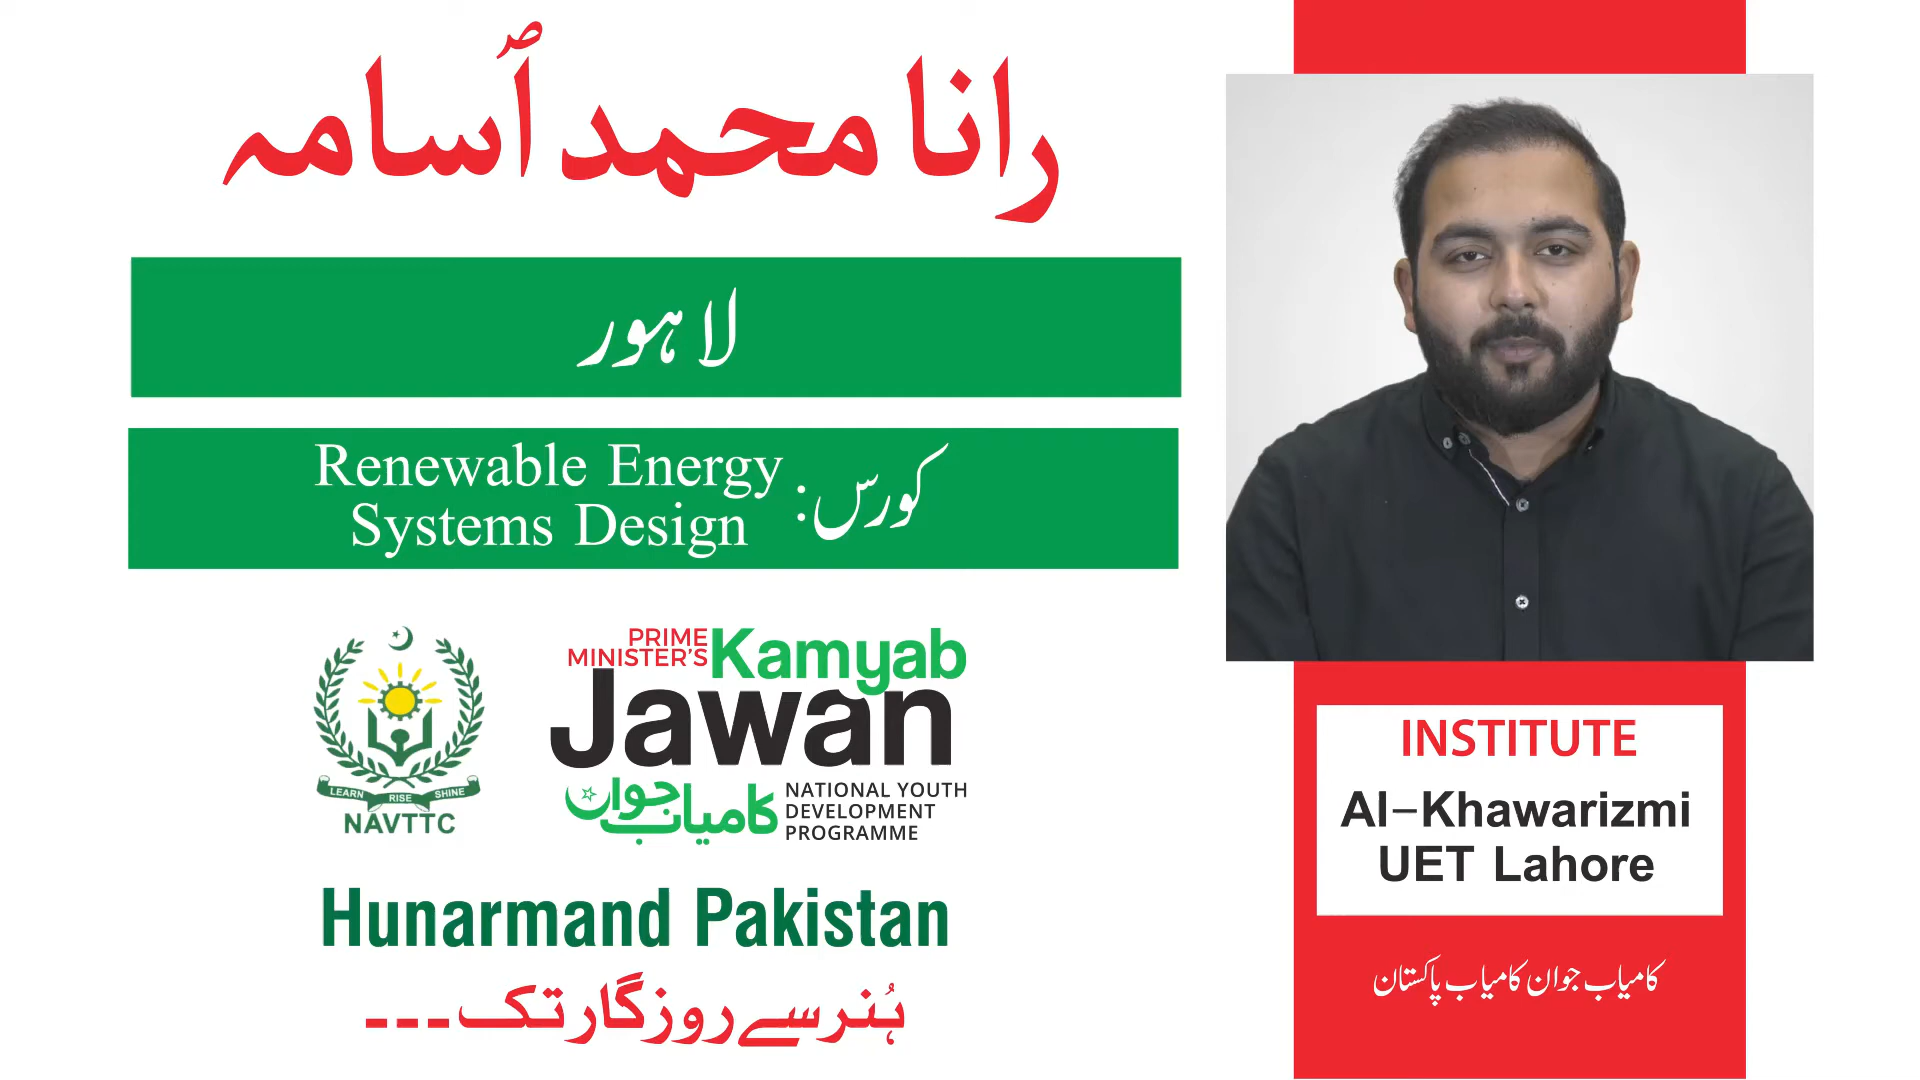 رانا محمد اُسامہ
لاہور
کورس: Renewable Energy
Systems Design
LEARN RISE SHINE
NAVTTC
PRIME
MINISTER'S Kamyab
Jawan
کامیاب جوان
NATIONAL YOUTH
DEVELOPMENT
PROGRAMME
Hunarmand Pakistan
ہُنر سے روزگار تک---
INSTITUTE
Al-Khawarizmi
UET Lahore
کامیاب جوان کامیاب پاکستان